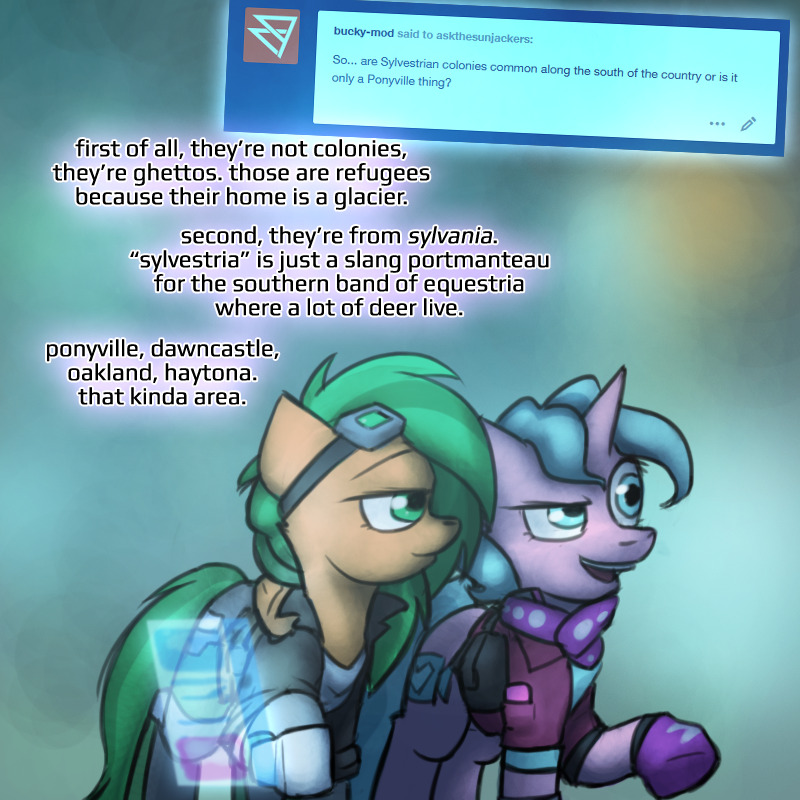 bucky-mod said to askthesunjackers:
So... are Sylvestrian colonies common along the south of the country or is it
only a Ponyville thing?
first of all, they're not colonies,
they're ghettos. those are refugees
because their home is a glacier.
second, they're from sylvania.
“sylvestria” is just a slang portmanteau
for the southern band of equestria
where a lot of deer live.
ponyville, dawncastle,
oakland, haytona.
that kinda area.